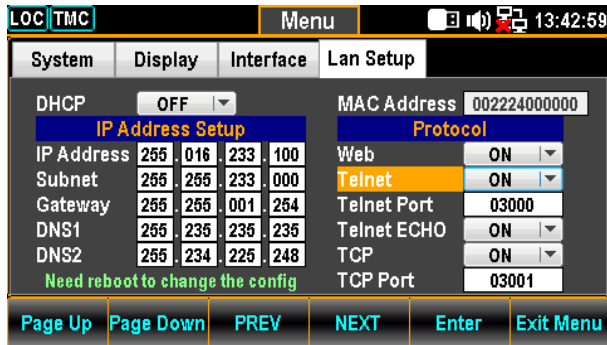 LOC TMC Menu 13:42:59
System Display Interface Lan Setup
DHCP OFF MAC Address 002224000000
IP Address Setup Protocol
IP Address 255 . 016 . 233 . 100 Web ON
Subnet 255 . 255 . 233 . 000 Telnet ON
Gateway 255 . 255 . 001 . 254 Telnet Port 03000
DNS1 255 . 235 . 235 . 235 Telnet ECHO ON
DNS2 255 . 234 . 225 . 248 TCP ON
Need reboot to change the config TCP Port 03001
Page Up Page Down PREV NEXT Enter Exit Menu